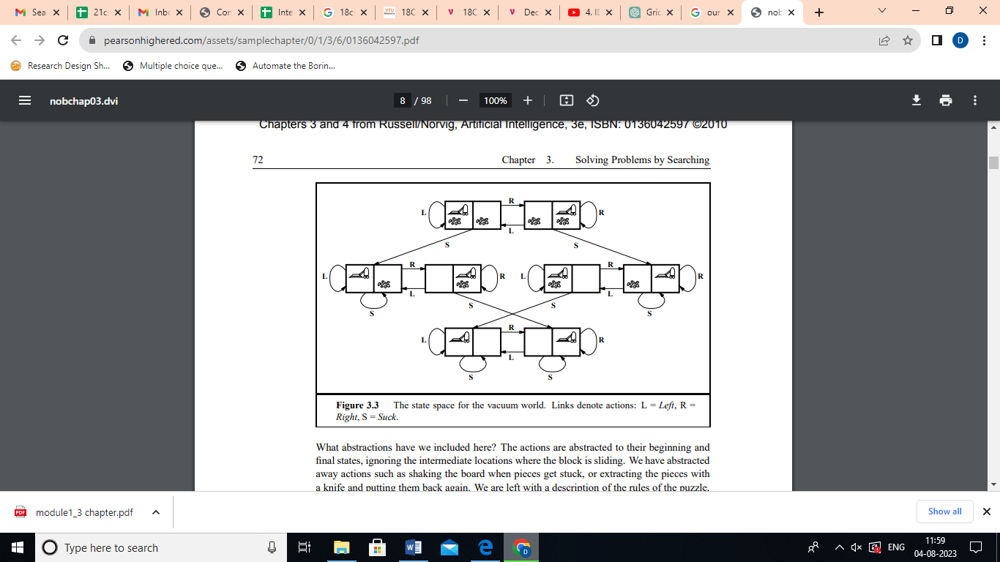 Sea
21c
Inbo
Cor
Inte
18c
18C
18C
Dec
4. II
Gric
our
nob
pearsonhighered.com/assets/samplechapter/0/1/3/6/0136042597.pdf
D
Research Design Sh...
Multiple choice que...
Automate the Borin...
nobchap03.dvi
8 / 98
100%
Chapters 3 and 4 from Russell/Norvig, Artificial Intelligence, 3e, ISBN: 0136042597 ©2010
72 Chapter 3. Solving Problems by Searching
R
L R
L
S S
R R
L R L R
L L
S S
S S
R
L R
L
S S
Figure 3.3 The state space for the vacuum world. Links denote actions: L = Left, R =
Right, S = Suck.
What abstractions have we included here? The actions are abstracted to their beginning and
final states, ignoring the intermediate locations where the block is sliding. We have abstracted
away actions such as shaking the board when pieces get stuck, or extracting the pieces with
a knife and putting them back again. We are left with a description of the rules of the puzzle,
PDF
module1_3 chapter.pdf
Show all
Type here to search
W
D
ENG
11:59
04-08-2023